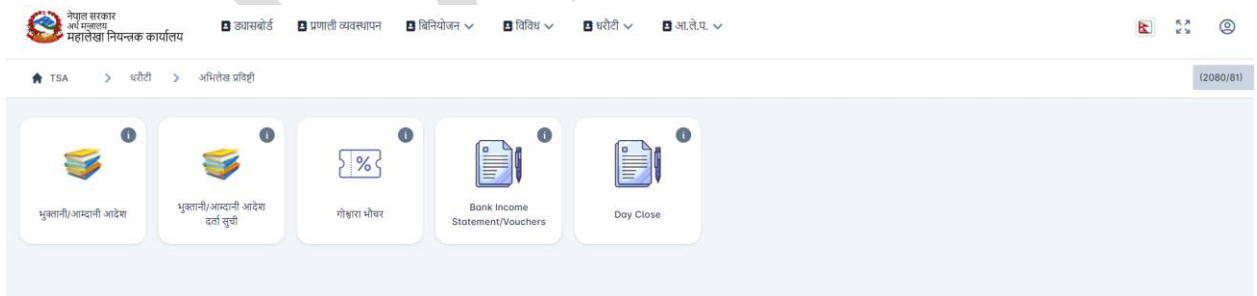 नेपाल सरकार
अर्थ मन्त्रालय
महालेखा नियन्त्रक कार्यालय
ड्यासबोर्ड
प्रणाली व्यवस्थापन
बिनियोजन
विविध
धरौटी
आ.ले.प.
TSA > धरौटी > अभिलेख प्रविष्टी
(2080/81)
भुक्तानी/आम्दानी आदेश
भुक्तानी/आम्दानी आदेश
दर्ता सुची
गोश्वारा भौचर
Bank Income
Statement/Vouchers
Day Close